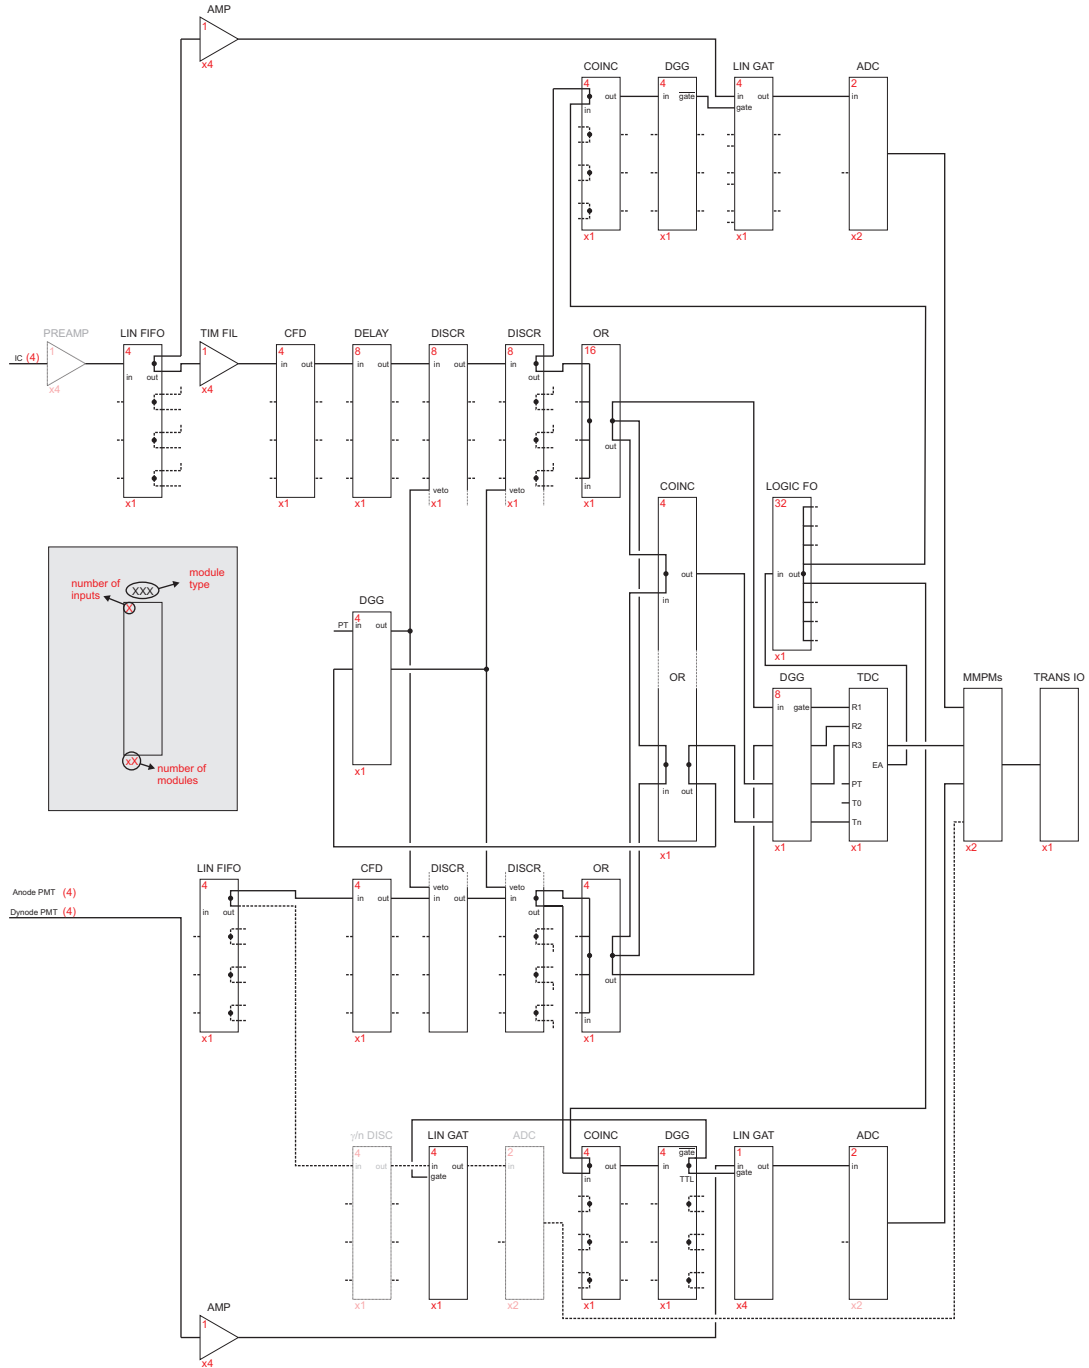 AMP
1
x4
COINC DGG LIN GAT ADC
4 4 4 2
in out in gate in out in
in gate
x1 x1 x1 x2
PREAMP LIN FIFO TIM FIL CFD DELAY DISCR DISCR OR
1 4 1 4 8 8 8 16
IC (4) in out in out in out in out in out
x4 in out x4 out
out
veto veto in
x1 x1 x1 x1 x1 x1
COINC LOGIC FO
4 32
out in out
in
x1
number of inputs
XXX
module type
X
xX
number of modules
DGG
4
PT in out
x1
OR
in out
x1
DGG TDC MMPMs TRANS IO
8
in gate R1
R2
R3
EA
PT
T0
Tn
x1 x1 x2 x1
LIN FIFO CFD DISCR DISCR OR
4 4 4
veto veto
Anode PMT (4)
in out in out in
Dynode PMT (4)
in out out
out
in
x1 x1 x1
γ/n DISC LIN GAT ADC COINC DGG LIN GAT ADC
4 4 2 4 4 gate 1 2
in out in out in out in out in
gate in TTL gate
x1 x1 x2 x1 x1 x4 x2
AMP
1
x4